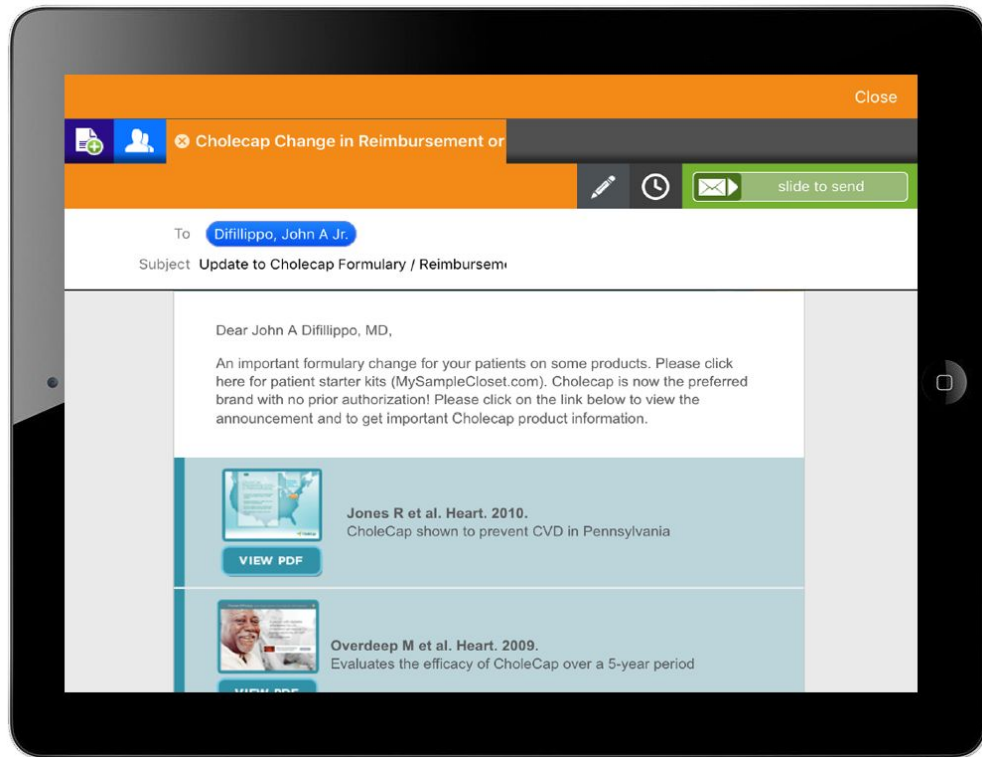 Close
Cholecap Change in Reimbursement or
slide to send
To Difillippo, John A Jr.
Subject Update to Cholecap Formulary / Reimbursem
Dear John A Difillippo, MD,
An important formulary change for your patients on some products. Please click
here for patient starter kits (MySampleCloset.com). Cholecap is now the preferred
brand with no prior authorization! Please click on the link below to view the
announcement and to get important Cholecap product information.
Jones R et al. Heart. 2010.
CholeCap shown to prevent CVD in Pennsylvania
VIEW PDF
Overdeep M et al. Heart. 2009.
Evaluates the efficacy of CholeCap over a 5-year period
VIEW PDF